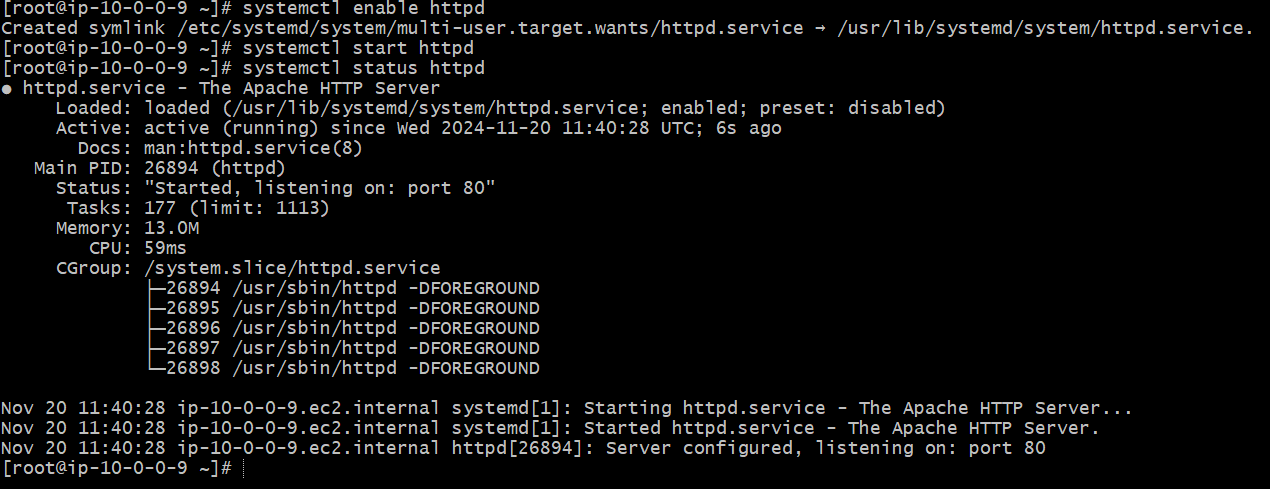 [root@ip-10-0-0-9 ~]# systemctl enable httpd
Created symlink /etc/systemd/system/multi-user.target.wants/httpd.service → /usr/lib/systemd/system/httpd.service.
[root@ip-10-0-0-9 ~]# systemctl start httpd
[root@ip-10-0-0-9 ~]# systemctl status httpd
● httpd.service - The Apache HTTP Server
     Loaded: loaded (/usr/lib/systemd/system/httpd.service; enabled; preset: disabled)
     Active: active (running) since Wed 2024-11-20 11:40:28 UTC; 6s ago
       Docs: man:httpd.service(8)
   Main PID: 26894 (httpd)
     Status: "Started, listening on: port 80"
      Tasks: 177 (limit: 1113)
     Memory: 13.0M
        CPU: 59ms
     CGroup: /system.slice/httpd.service
             ├─26894 /usr/sbin/httpd -DFOREGROUND
             ├─26895 /usr/sbin/httpd -DFOREGROUND
             ├─26896 /usr/sbin/httpd -DFOREGROUND
             ├─26897 /usr/sbin/httpd -DFOREGROUND
             └─26898 /usr/sbin/httpd -DFOREGROUND

Nov 20 11:40:28 ip-10-0-0-9.ec2.internal systemd[1]: Starting httpd.service - The Apache HTTP Server...
Nov 20 11:40:28 ip-10-0-0-9.ec2.internal systemd[1]: Started httpd.service - The Apache HTTP Server.
Nov 20 11:40:28 ip-10-0-0-9.ec2.internal httpd[26894]: Server configured, listening on: port 80
[root@ip-10-0-0-9 ~]#